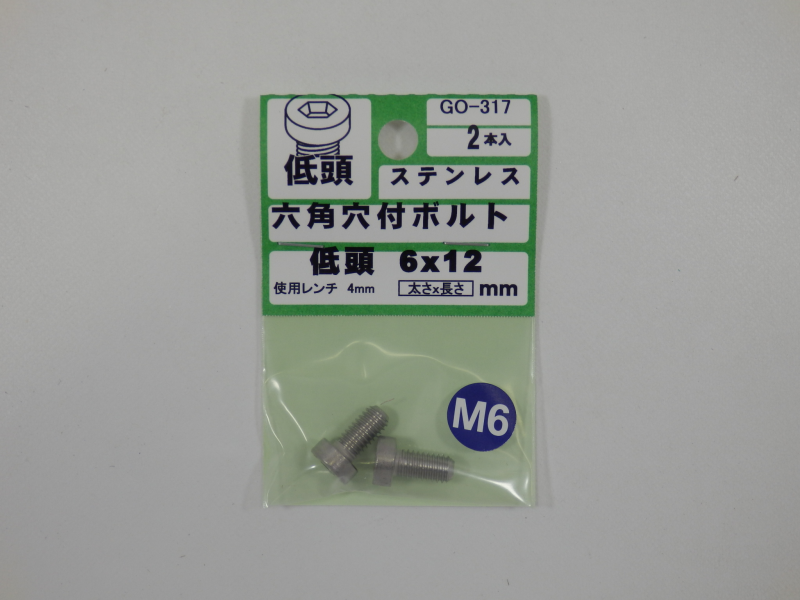 GO-317
2本入
低頭
ステンレス
六角穴付ボルト
低頭 6x12
使用レンチ 4mm 太さx長さ mm
M6